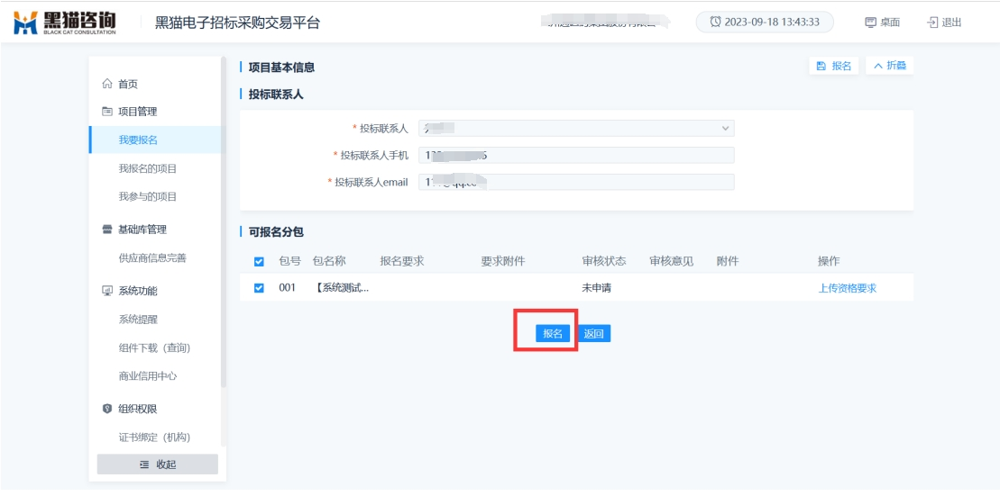 黑猫咨询
BLACK CAT CONSULTATION
黑猫电子招标采购交易平台
2023-09-18 13:43:33
桌面
退出
首页
项目管理
我要报名
我报名的项目
我参与的项目
基础库管理
供应商信息完善
系统功能
系统提醒
组件下载（查询）
商业信用中心
组织权限
证书绑定（机构）
收起
项目基本信息
报名
折叠
投标联系人
* 投标联系人
* 投标联系人手机
* 投标联系人email
可报名分包
包号 包名称 报名要求 要求附件 审核状态 审核意见 附件 操作
001 【系统测试... 未申请 上传资格要求
报名 返回